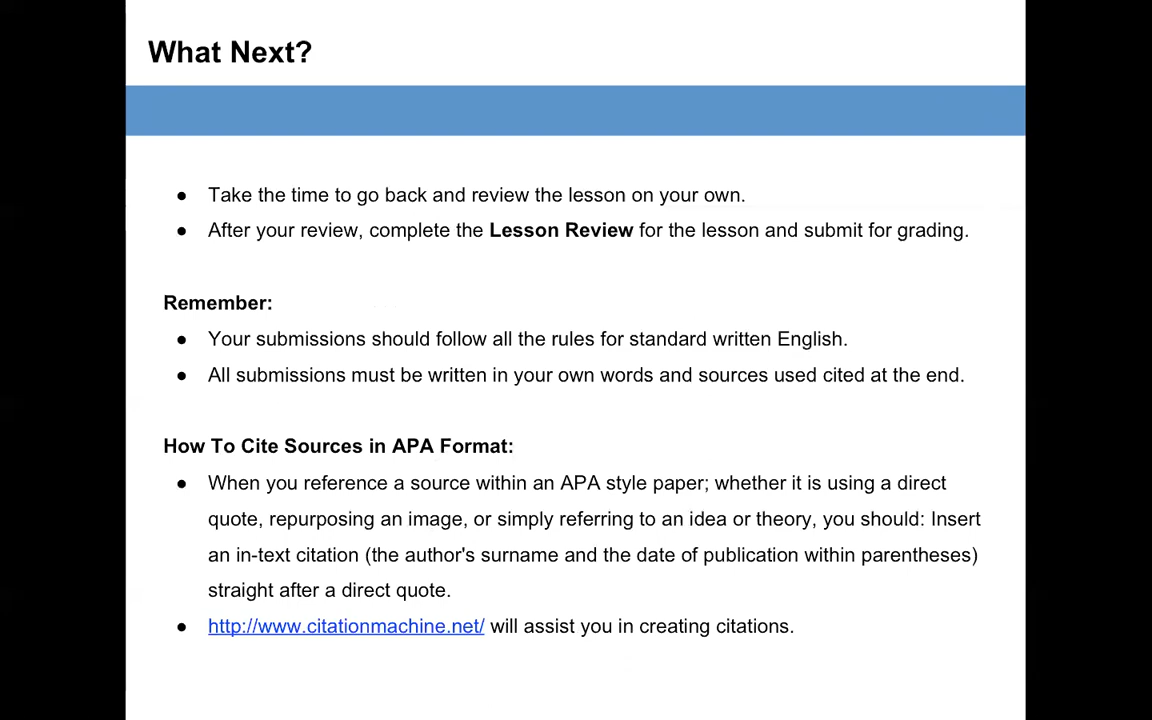 What Next?
● Take the time to go back and review the lesson on your own.
● After your review, complete the Lesson Review for the lesson and submit for grading.
Remember:
● Your submissions should follow all the rules for standard written English.
● All submissions must be written in your own words and sources used cited at the end.
How To Cite Sources in APA Format:
● When you reference a source within an APA style paper; whether it is using a direct
quote, repurposing an image, or simply referring to an idea or theory, you should: Insert
an in-text citation (the author's surname and the date of publication within parentheses)
straight after a direct quote.
● http://www.citationmachine.net/ will assist you in creating citations.